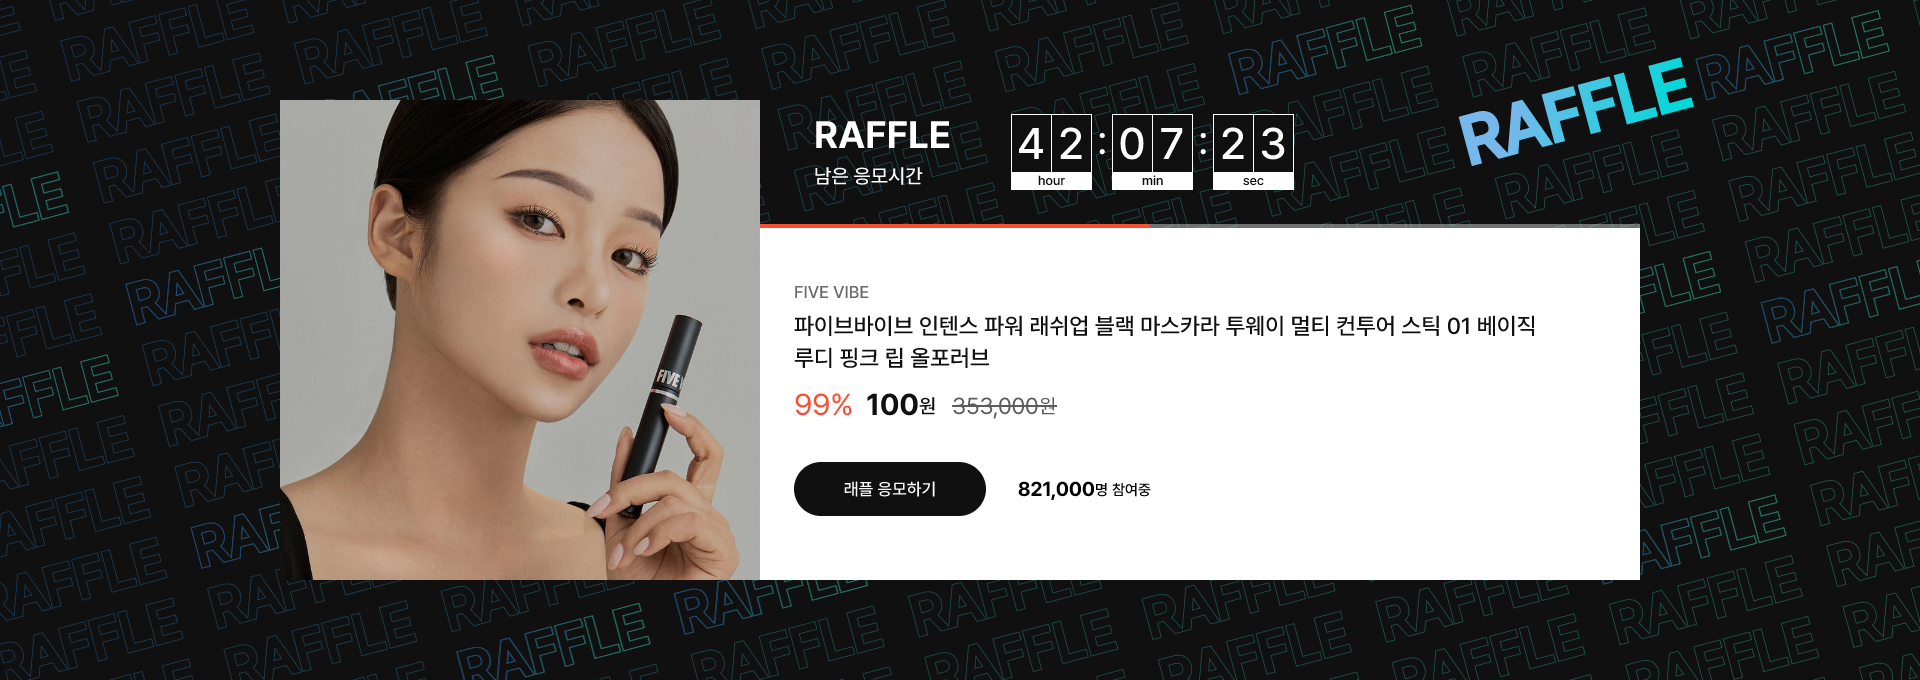 RAFFLE
남은 응모시간
42:07:23
hour min sec
RAFFLE
FIVE VIBE
파이브바이브 인텐스 파워 래쉬업 블랙 마스카라 투웨이 멀티 컨투어 스틱 01 베이직
루디 핑크 립 올포러브
99% 100원 353,000원
래플 응모하기 821,000명 참여중
FIVE